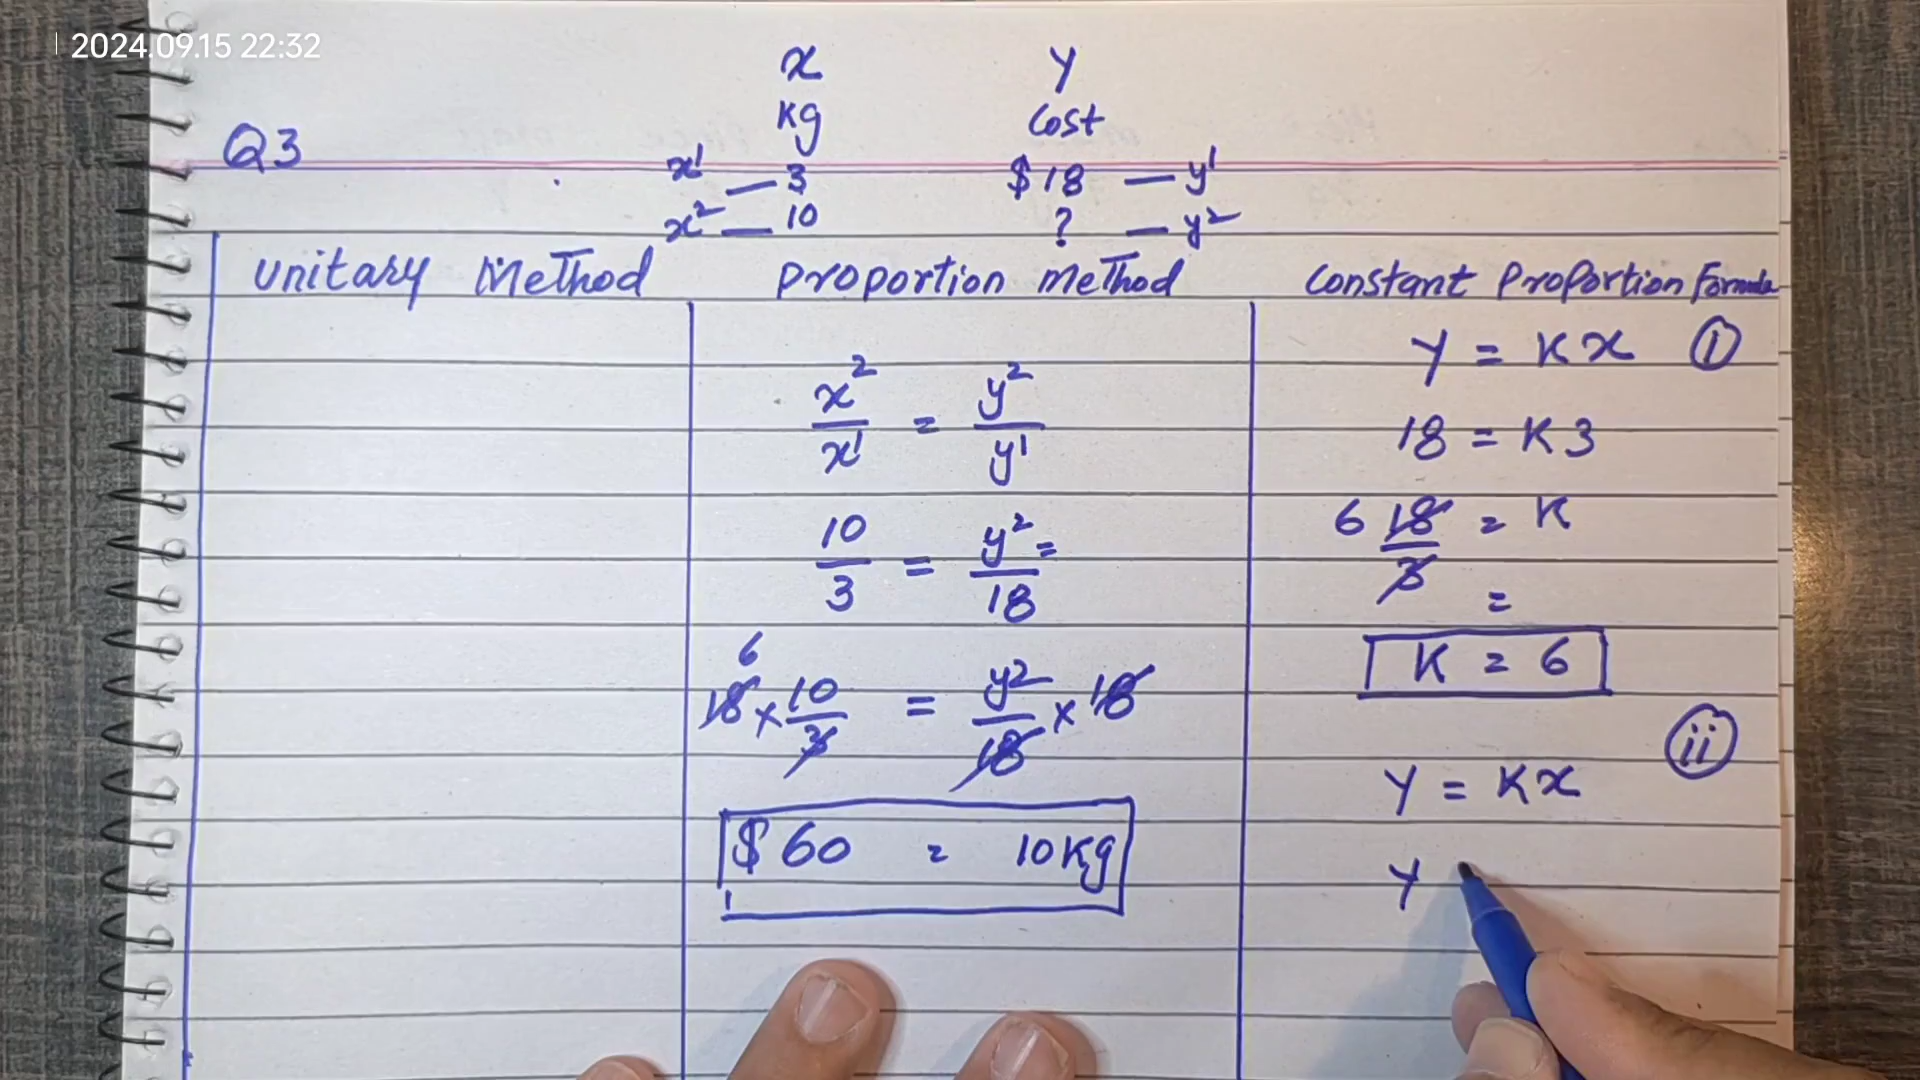 2024.09.15 22:32
x y
kg Cost
Q3
x1 — 3 $18 — y1
x2 — 10 ? — y2
Unitary Method
Proportion Method
x2/x1 = y2/y1
10/3 = y2/18 =
6
18 × 10/3 = y2/18 × 18
$60 = 10kg
Constant Proportion Formula
y = Kx (i)
18 = K3
6 18/3 = K
=
K = 6
(ii)
y = Kx
y